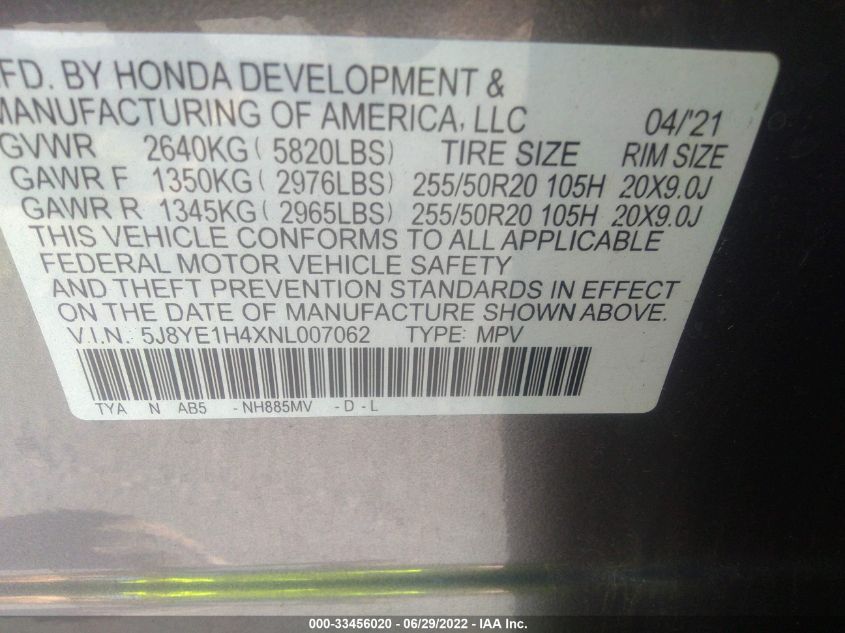 FD. BY HONDA DEVELOPMENT &
MANUFACTURING OF AMERICA, LLC 04/'21
GVWR 2640KG ( 5820LBS) TIRE SIZE RIM SIZE
GAWR F 1350KG ( 2976LBS) 255/50R20 105H 20X9.0J
GAWR R 1345KG ( 2965LBS) 255/50R20 105H 20X9.0J
THIS VEHICLE CONFORMS TO ALL APPLICABLE
FEDERAL MOTOR VEHICLE SAFETY
AND THEFT PREVENTION STANDARDS IN EFFECT
ON THE DATE OF MANUFACTURE SHOWN ABOVE.
V.I.N. 5J8YE1H4XNL007062 TYPE: MPV
TYA N AB5 -NH885MV -D-L
000-33456020 - 06/29/2022 - IAA Inc.